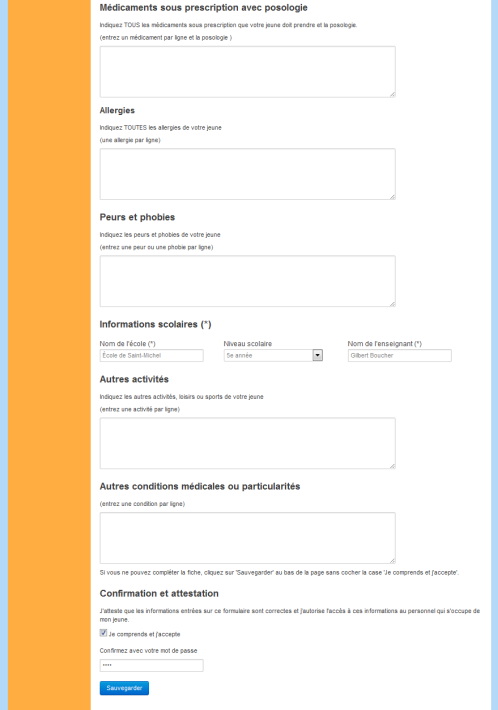 Médicaments sous prescription avec posologie
Indiquez TOUS les médicaments sous prescription que votre jeune doit prendre et la posologie.
(entrez un médicament par ligne et la posologie )
Allergies
Indiquez TOUTES les allergies de votre jeune
(une allergie par ligne)
Peurs et phobies
Indiquez les peurs et phobies de votre jeune
(entrez une peur ou une phobie par ligne)
Informations scolaires (*)
Nom de l'école (*) Niveau scolaire Nom de l'enseignant (*)
École de Saint-Michel 5e année Gilbert Boucher
Autres activités
Indiquez les autres activités, loisirs ou sports de votre jeune
(entrez une activité par ligne)
Autres conditions médicales ou particularités
(entrez une condition par ligne)
Si vous ne pouvez compléter la fiche, cliquez sur 'Sauvegarder' au bas de la page sans cocher la case 'Je comprends et j'accepte'.
Confirmation et attestation
J'atteste que les informations entrées sur ce formulaire sont correctes et j'autorise l'accès à ces informations au personnel qui s'occupe de
mon jeune.
Je comprends et j'accepte
Confirmez avec votre mot de passe
••••
Sauvegarder